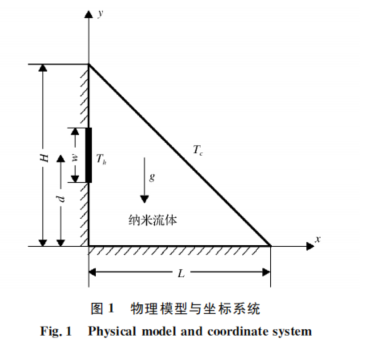 y
H
w
d
T_h
T_c
g
纳米流体
x
L
图 1 物理模型与坐标系统
Fig. 1 Physical model and coordinate system